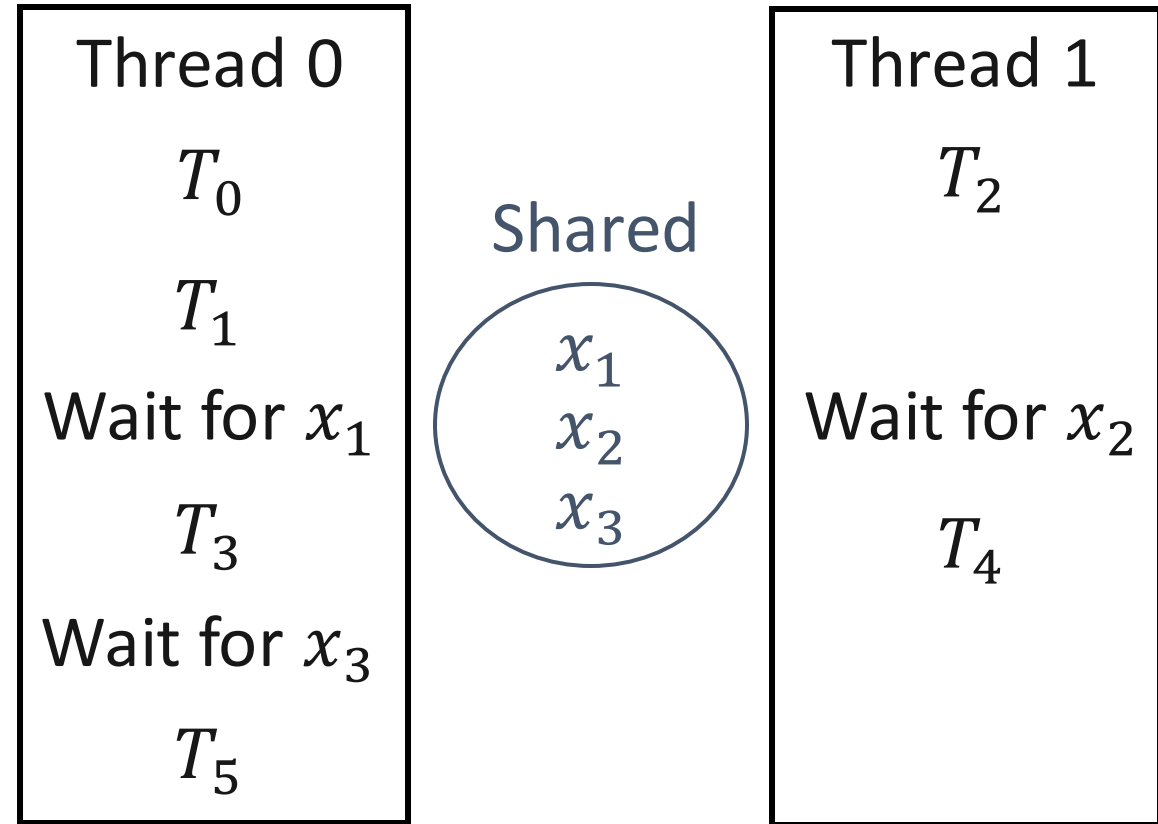 Thread 0
T₀
T₁
Wait for x₁
T₃
Wait for x₃
T₅
Shared
x₁
x₂
x₃
Thread 1
T₂
Wait for x₂
T₄